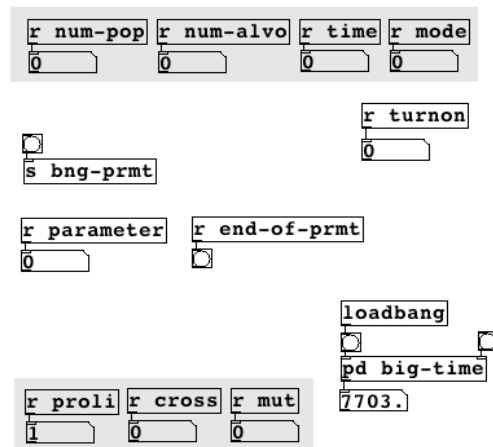 r num-pop r num-alvo r time r mode
0 0 0 0
r turnon
0
s bng-prmt
r parameter r end-of-prmt
0
loadbang
pd big-time
7703.
r proli r cross r mut
1 0 0